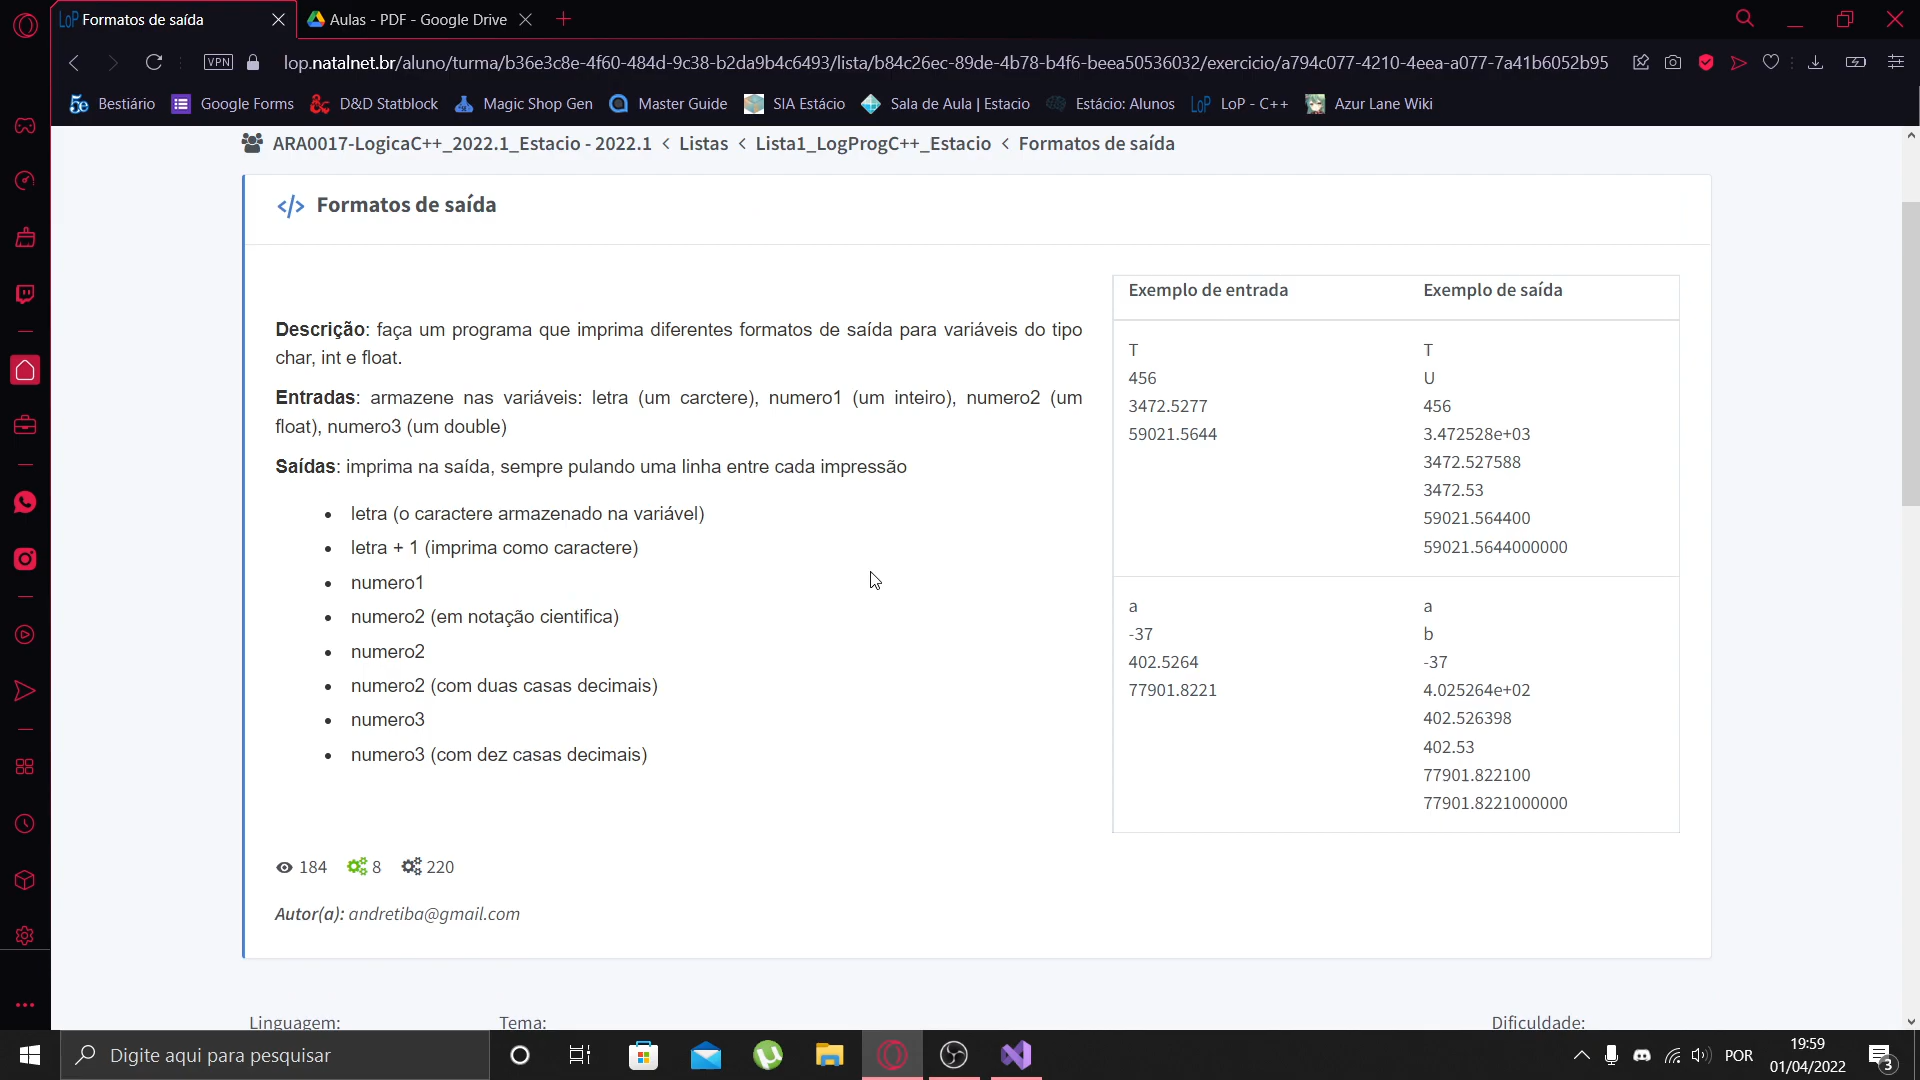 LoP Formatos de saída
Aulas - PDF - Google Drive
VPN
lop.natalnet.br/aluno/turma/b36e3c8e-4f60-484d-9c38-b2da9b4c6493/lista/b84c26ec-89de-4b78-b4f6-beea50536032/exercicio/a794c077-4210-4eea-a077-7a41b6052b95
5e Bestiário
Google Forms
D&D Statblock
Magic Shop Gen
Master Guide
SIA Estácio
Sala de Aula | Estacio
Estácio: Alunos
LoP LoP - C++
Azur Lane Wiki
ARA0017-LogicaC++_2022.1_Estacio - 2022.1 < Listas < Lista1_LogProgC++_Estacio < Formatos de saída
</> Formatos de saída
Descrição: faça um programa que imprima diferentes formatos de saída para variáveis do tipo
char, int e float.
Entradas: armazene nas variáveis: letra (um carctere), numero1 (um inteiro), numero2 (um
float), numero3 (um double)
Saídas: imprima na saída, sempre pulando uma linha entre cada impressão
• letra (o caractere armazenado na variável)
• letra + 1 (imprima como caractere)
• numero1
• numero2 (em notação cientifica)
• numero2
• numero2 (com duas casas decimais)
• numero3
• numero3 (com dez casas decimais)
Exemplo de entrada
Exemplo de saída
T
456
3472.5277
59021.5644
T
U
456
3.472528e+03
3472.527588
3472.53
59021.564400
59021.5644000000
a
-37
402.5264
77901.8221
a
b
-37
4.025264e+02
402.526398
402.53
77901.822100
77901.8221000000
184
8
220
Autor(a): andretiba@gmail.com
Linguagem:
Tema:
Dificuldade:
Digite aqui para pesquisar
POR
19:59
01/04/2022
3